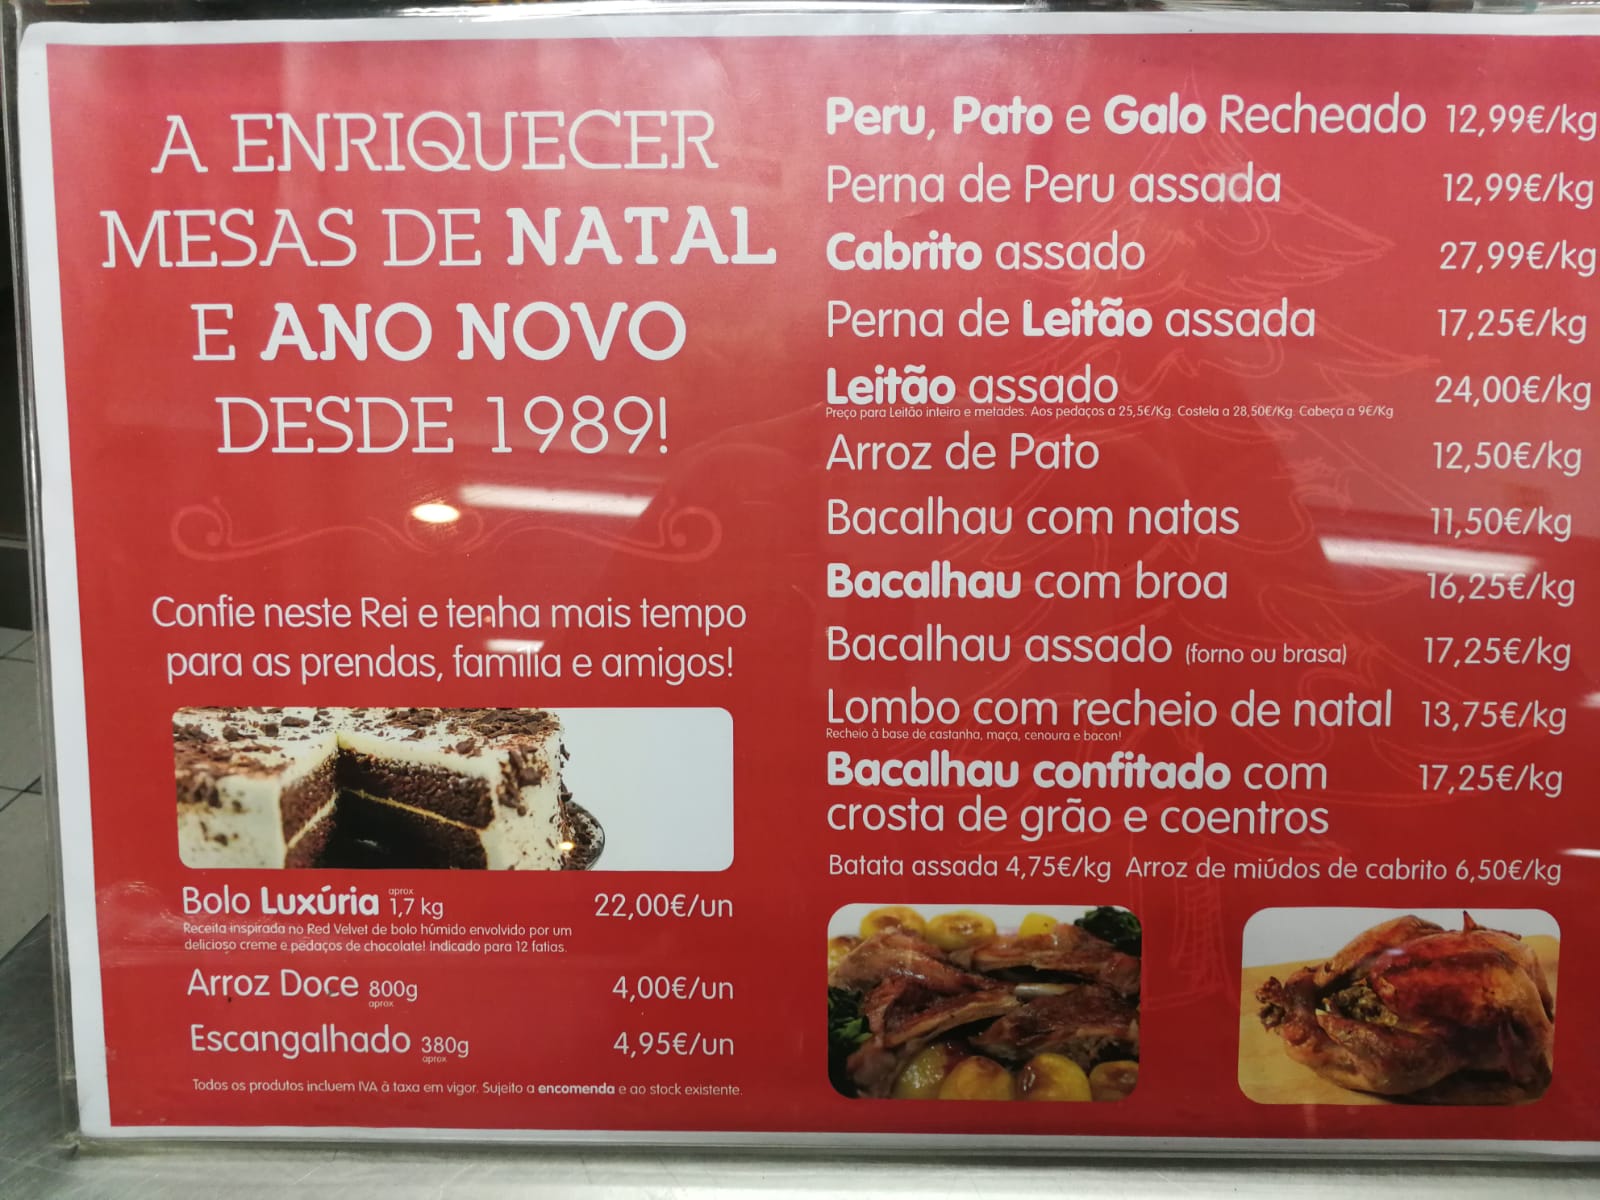 A ENRIQUECER
MESAS DE NATAL
E ANO NOVO
DESDE 1989!
Confie neste Rei e tenha mais tempo
para as prendas, família e amigos!
Bolo Luxúria aprox 1,7 kg 22,00€/un
Receita inspirada no Red Velvet de bolo húmido envolvido por um
delicioso creme e pedaços de chocolate! Indicado para 12 fatias.
Arroz Doce 800g aprox 4,00€/un
Escangalhado 380g aprox 4,95€/un
Todos os produtos incluem IVA à taxa em vigor. Sujeito a encomenda e ao stock existente.
Peru, Pato e Galo Recheado 12,99€/kg
Perna de Peru assada 12,99€/kg
Cabrito assado 27,99€/kg
Perna de Leitão assada 17,25€/kg
Leitão assado 24,00€/kg
Preço para Leitão inteiro e metades. Aos pedaços a 25,5€/Kg. Costela a 28,50€/Kg. Cabeça a 9€/Kg
Arroz de Pato 12,50€/kg
Bacalhau com natas 11,50€/kg
Bacalhau com broa 16,25€/kg
Bacalhau assado (forno ou brasa) 17,25€/kg
Lombo com recheio de natal 13,75€/kg
Recheio à base de castanha, maça, cenoura e bacon!
Bacalhau confitado com 17,25€/kg
crosta de grão e coentros
Batata assada 4,75€/kg Arroz de miúdos de cabrito 6,50€/kg